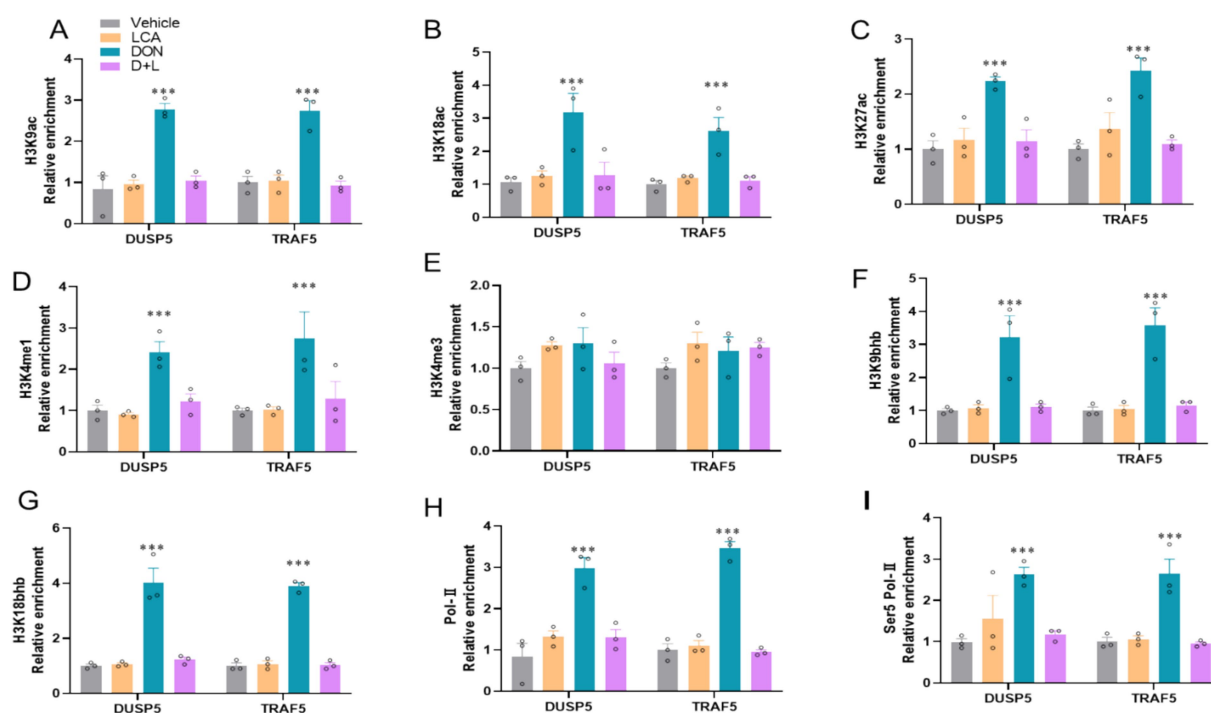 A
Vehicle
LCA
DON
D+L
H3K9ac
Relative enrichment
4
3
2
1
0
***
***
DUSP5
TRAF5
B
H3K18ac
Relative enrichment
5
4
3
2
1
0
***
***
DUSP5
TRAF5
C
H3K27ac
Relative enrichment
3
2
1
0
***
***
DUSP5
TRAF5
D
H3K4me1
Relative enrichment
4
3
2
1
0
***
***
DUSP5
TRAF5
E
H3K4me3
Relative enrichment
2.0
1.5
1.0
0.5
0.0
DUSP5
TRAF5
F
H3K9bhb
Relative enrichment
5
4
3
2
1
0
***
***
DUSP5
TRAF5
G
H3K18bhb
Relative enrichment
6
4
2
0
***
***
DUSP5
TRAF5
H
Pol-II
Relative enrichment
4
3
2
1
0
***
***
DUSP5
TRAF5
I
Ser5 Pol-II
Relative enrichment
4
3
2
1
0
***
***
DUSP5
TRAF5